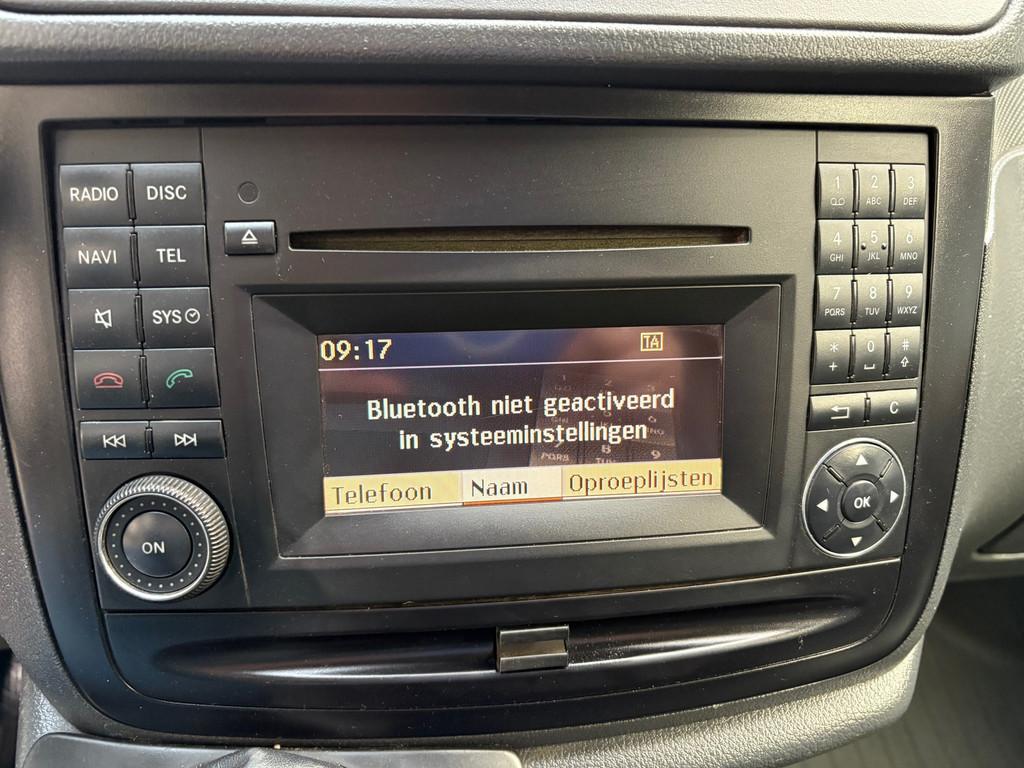 RADIO DISC
NAVI TEL
SYS
ON
09:17 TA
Bluetooth niet geactiveerd
in systeeminstellingen
Telefoon Naam Oproeplijsten
1 2 3
ABC DEF
4 5 6
GHI JKL MNO
7 8 9
PQRS TUV WXYZ
* 0 #
+
C
OK